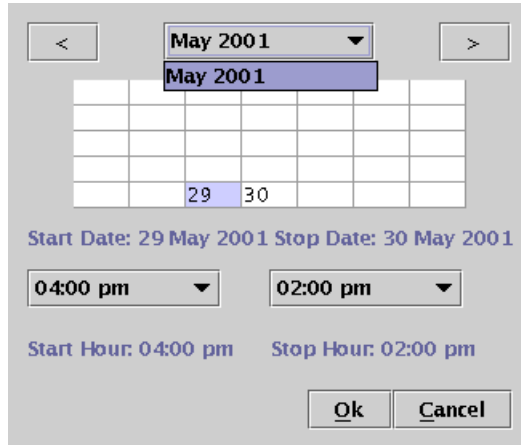 < May 2001 >
May 2001
29 30
Start Date: 29 May 2001 Stop Date: 30 May 2001
04:00 pm 02:00 pm
Start Hour: 04:00 pm Stop Hour: 02:00 pm
Ok Cancel